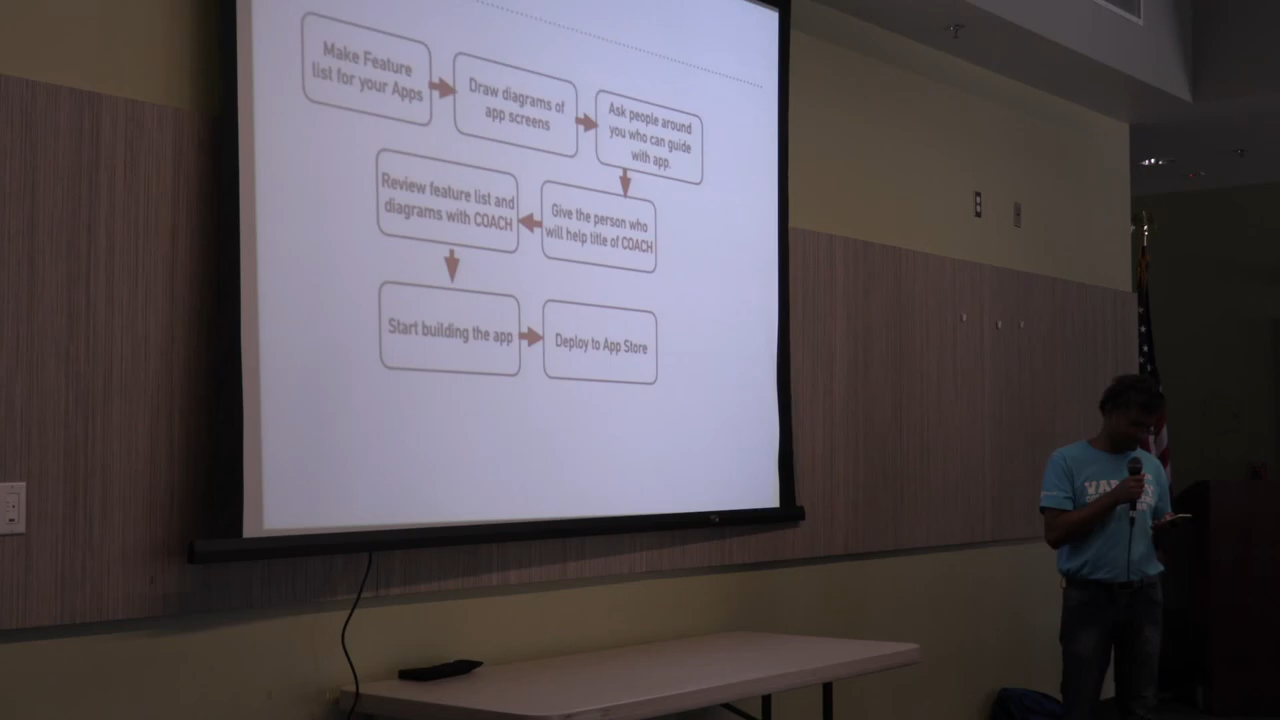 Make Feature
list for your Apps
Draw diagrams of
app screens
Ask people around
you who can guide
with app.
Give the person who
will help title of COACH
Review feature list and
diagrams with COACH
Start building the app
Deploy to App Store